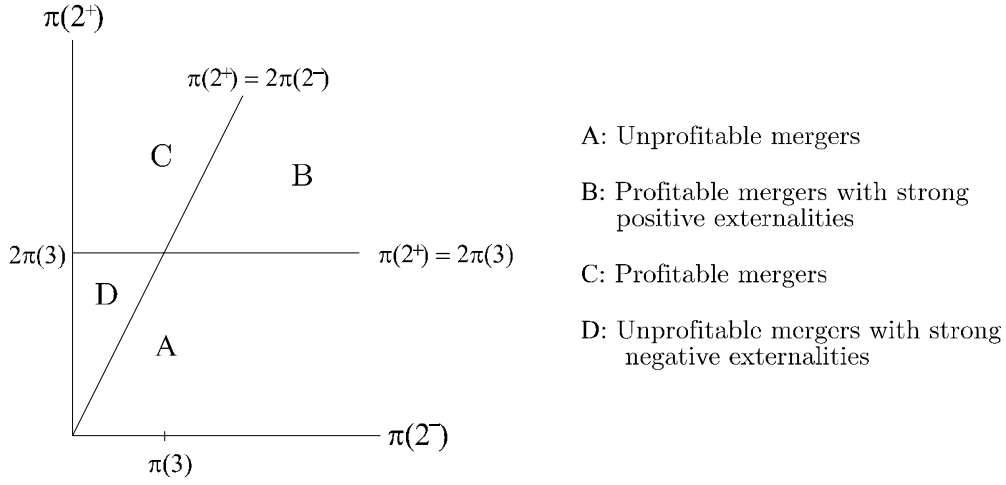 π(2⁺)
π(2⁺) = 2π(2⁻)
C
B
2π(3)
π(2⁺) = 2π(3)
D
A
π(2⁻)
π(3)
A: Unprofitable mergers
B: Profitable mergers with strong
positive externalities
C: Profitable mergers
D: Unprofitable mergers with strong
negative externalities